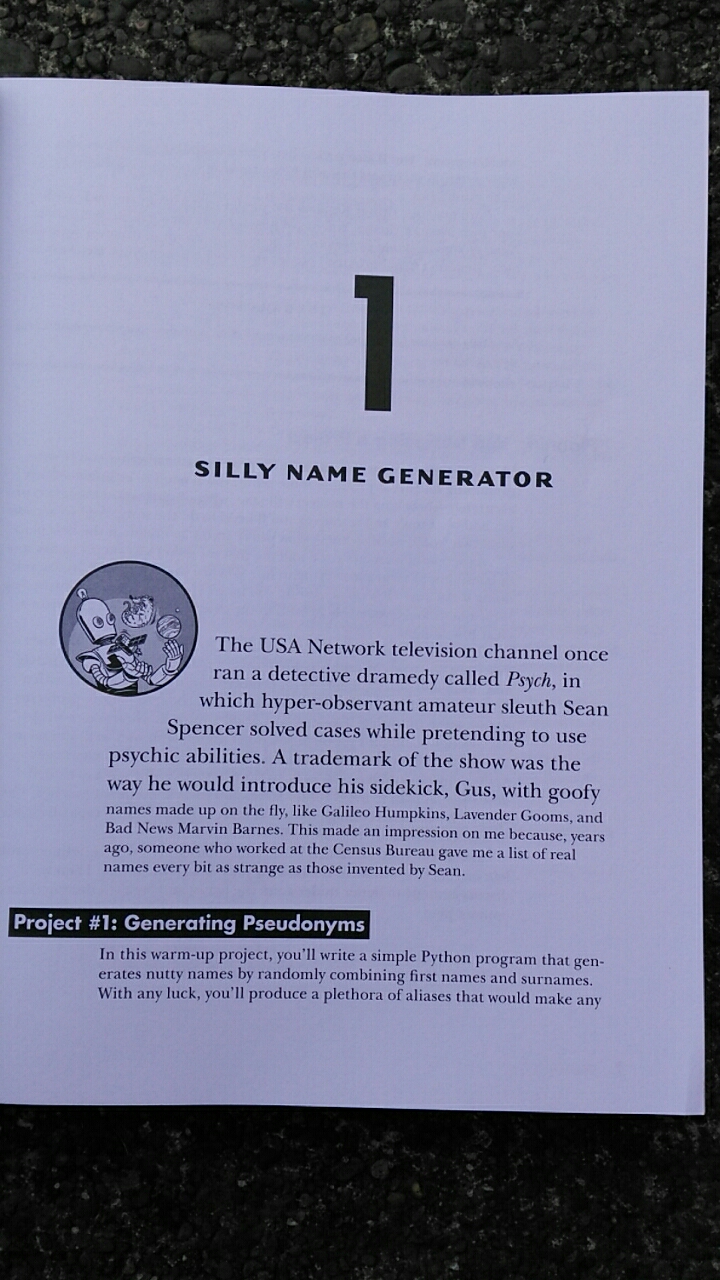 1
SILLY NAME GENERATOR
The USA Network television channel once
ran a detective dramedy called Psych, in
which hyper-observant amateur sleuth Sean
Spencer solved cases while pretending to use
psychic abilities. A trademark of the show was the
way he would introduce his sidekick, Gus, with goofy
names made up on the fly, like Galileo Humpkins, Lavender Gooms, and
Bad News Marvin Barnes. This made an impression on me because, years
ago, someone who worked at the Census Bureau gave me a list of real
names every bit as strange as those invented by Sean.
Project #1: Generating Pseudonyms
In this warm-up project, you'll write a simple Python program that gen-
erates nutty names by randomly combining first names and surnames.
With any luck, you'll produce a plethora of aliases that would make any